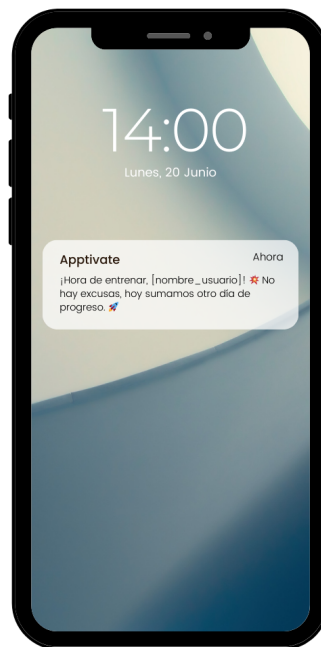 14:00
Lunes, 20 Junio
Apptivate Ahora
¡Hora de entrenar, [nombre_usuario]! 💥 No
hay excusas, hoy sumamos otro día de
progreso. 🚀